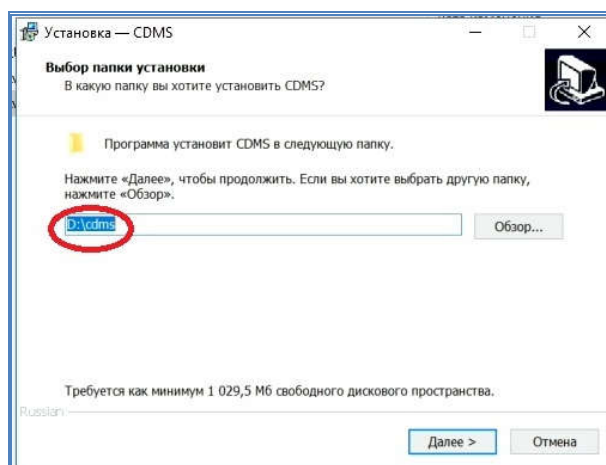 Установка — CDMS
Выбор папки установки
В какую папку вы хотите установить CDMS?
Программа установит CDMS в следующую папку.
Нажмите «Далее», чтобы продолжить. Если вы хотите выбрать другую папку,
нажмите «Обзор».
D:\cdms
Обзор...
Требуется как минимум 1 029,5 Мб свободного дискового пространства.
Russian
Далее >
Отмена